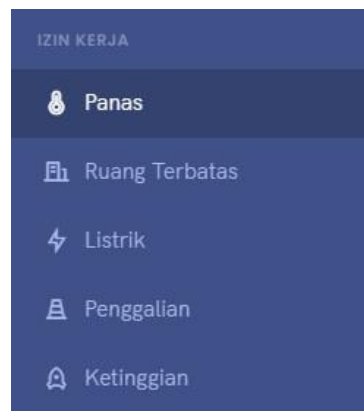 IZIN KERJA
Panas
Ruang Terbatas
Listrik
Penggalian
Ketinggian